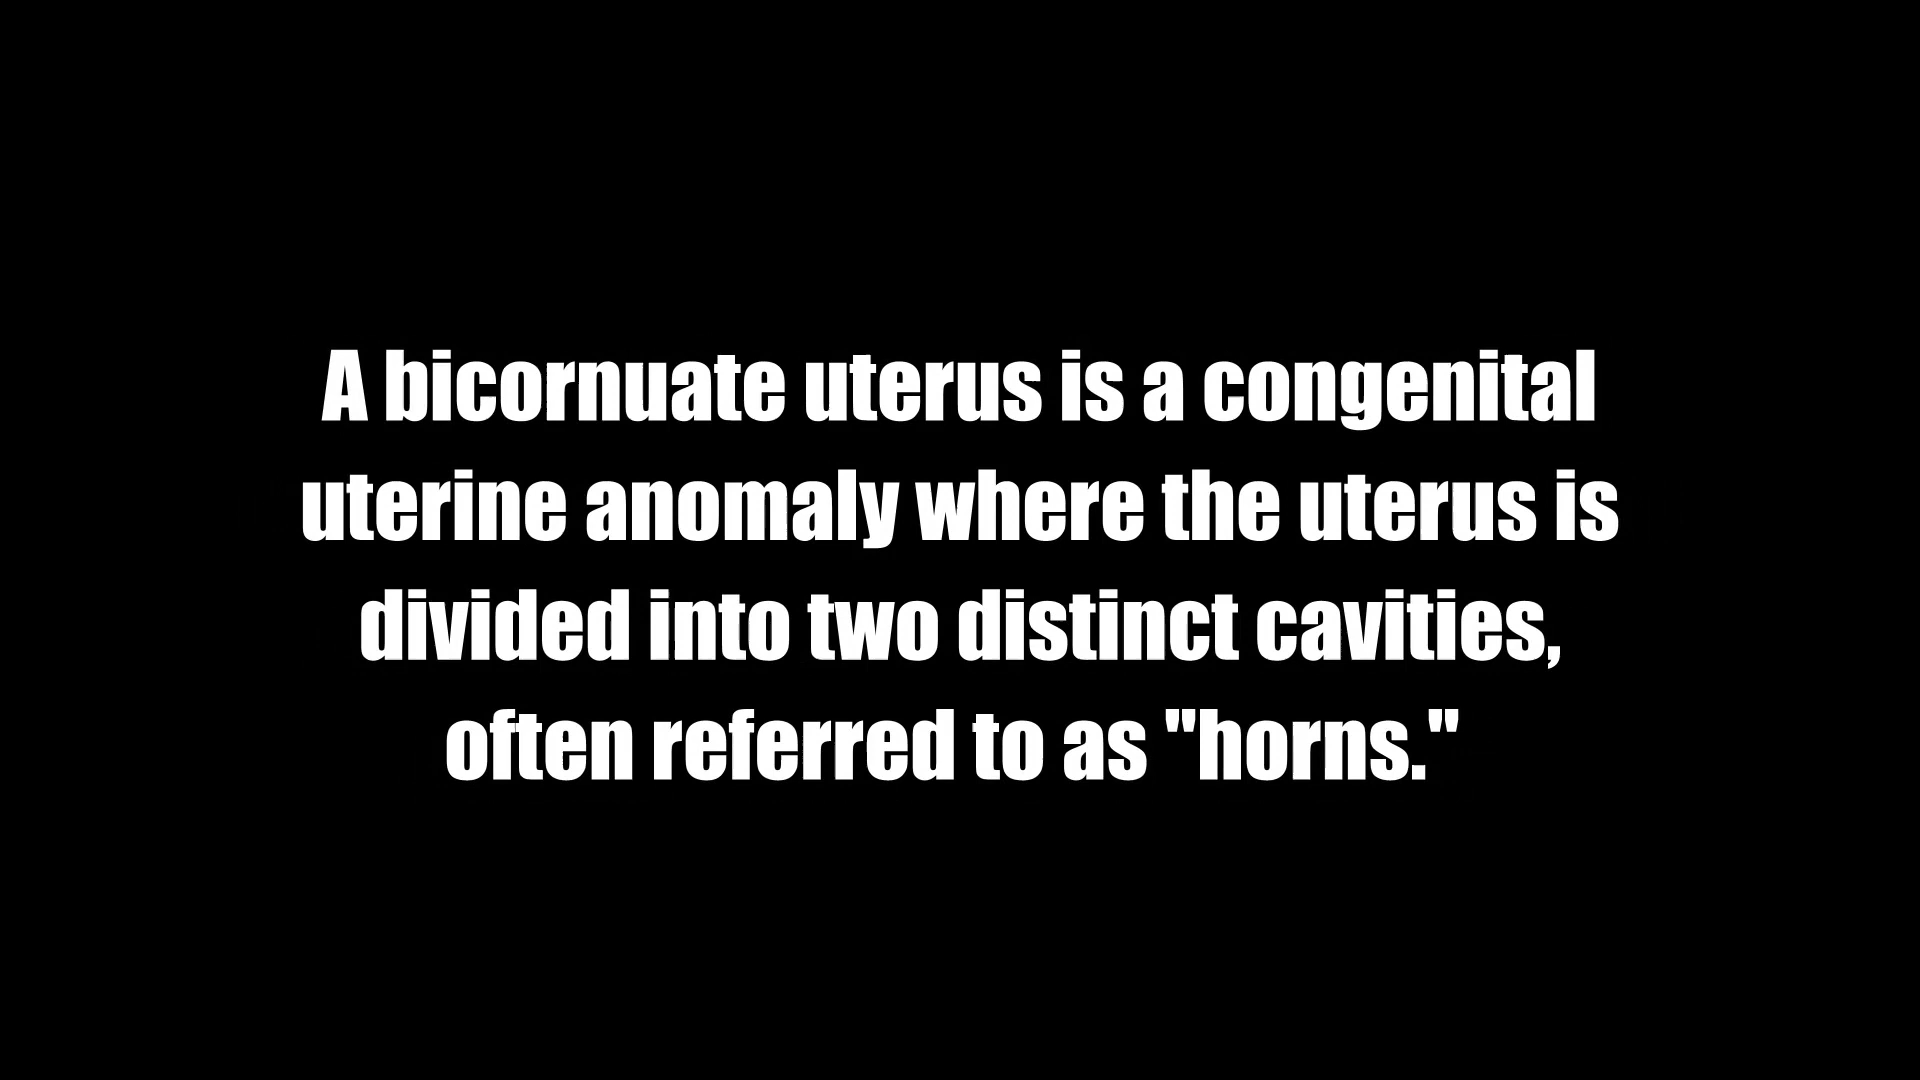 A bicornuate uterus is a congenital
uterine anomaly where the uterus is
divided into two distinct cavities,
often referred to as "horns."